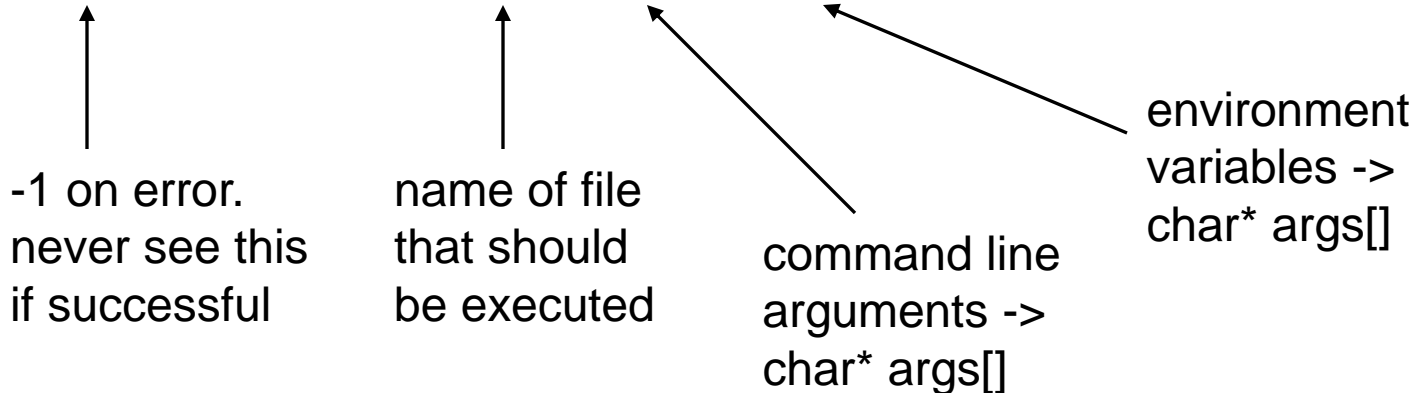 -1 on error.
never see this
if successful
name of file
that should
be executed
command line
arguments ->
char* args[]
environment
variables ->
char* args[]